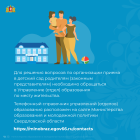 Для решения вопросов по организации приема
в детский сад родителям (законным
представителям) необходимо обращаться
в Управление (отдел) образования
по месту жительства.
Телефонный справочник управлений (отделов)
образования расположен на сайте Министерства
образования и молодежной политики
Свердловской области
https://minobraz.egov66.ru/contacts